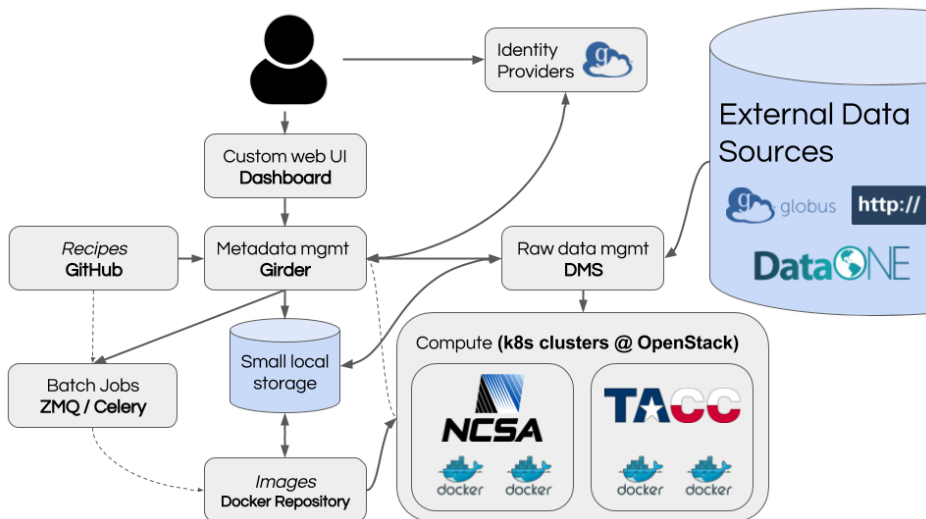 Identity
Providers
g
External Data
Sources
g globus
http://
DataONE
Custom web UI
Dashboard
Recipes
GitHub
Metadata mgmt
Girder
Raw data mgmt
DMS
Small local
storage
Batch Jobs
ZMQ / Celery
Images
Docker Repository
Compute (k8s clusters @ OpenStack)
NCSA
docker docker
TACC
docker docker